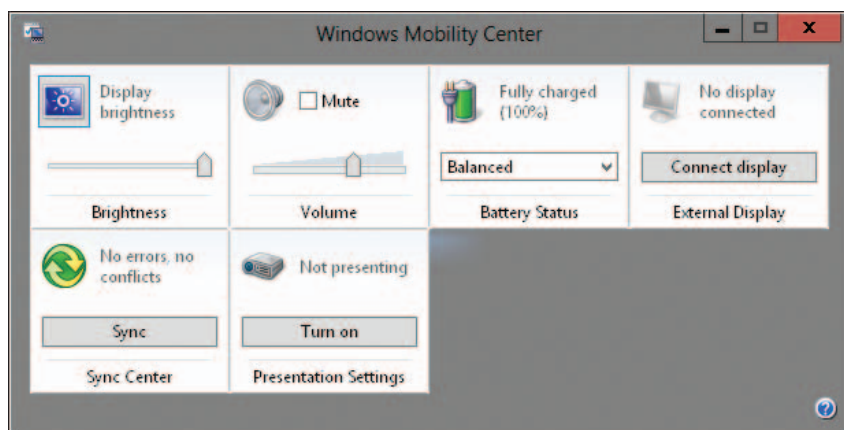 Windows Mobility Center
Display
brightness
Brightness
Mute
Volume
Fully charged
(100%)
Balanced
Battery Status
No display
connected
Connect display
External Display
No errors, no
conflicts
Sync
Sync Center
Not presenting
Turn on
Presentation Settings